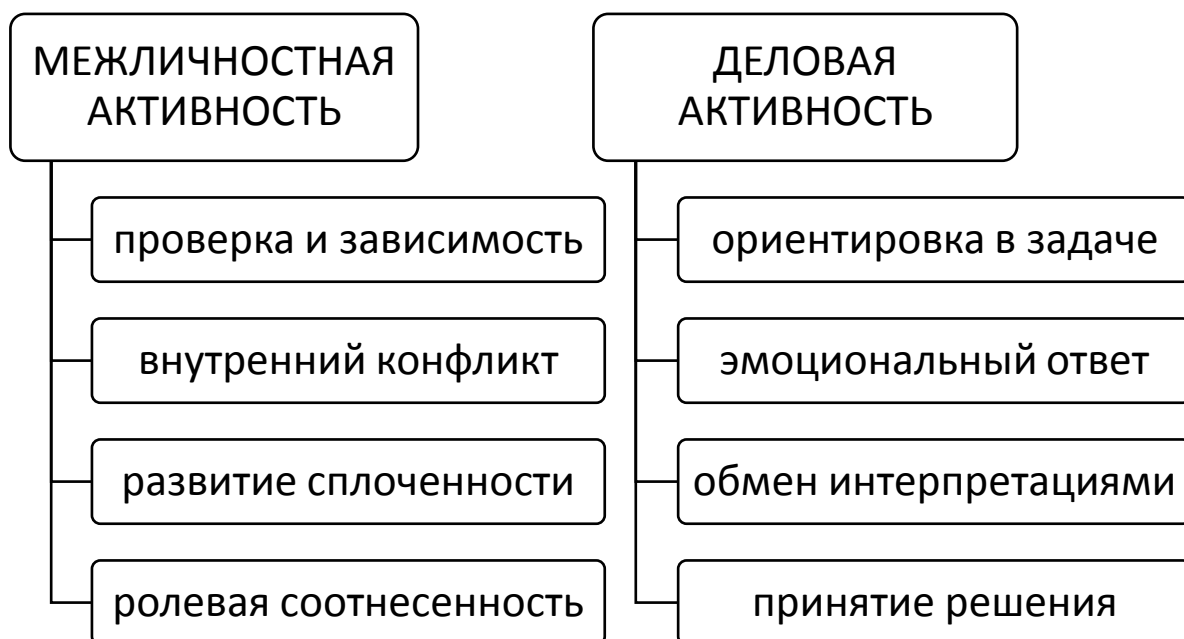 МЕЖЛИЧНОСТНАЯ
АКТИВНОСТЬ
проверка и зависимость
внутренний конфликт
развитие сплоченности
ролевая соотнесенность
ДЕЛОВАЯ
АКТИВНОСТЬ
ориентировка в задаче
эмоциональный ответ
обмен интерпретациями
принятие решения